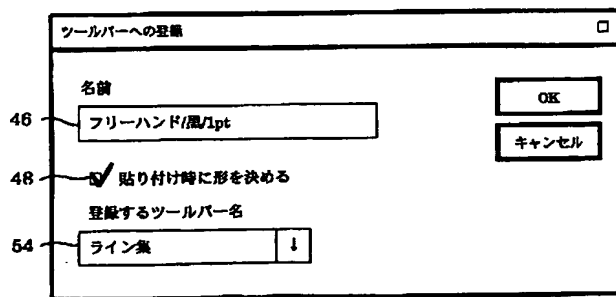 ツールバーへの登録
名前
OK
46
フリーハンド/黒/1pt
キャンセル
48
貼り付け時に形を決める
登録するツールバー名
54
ライン集
↓